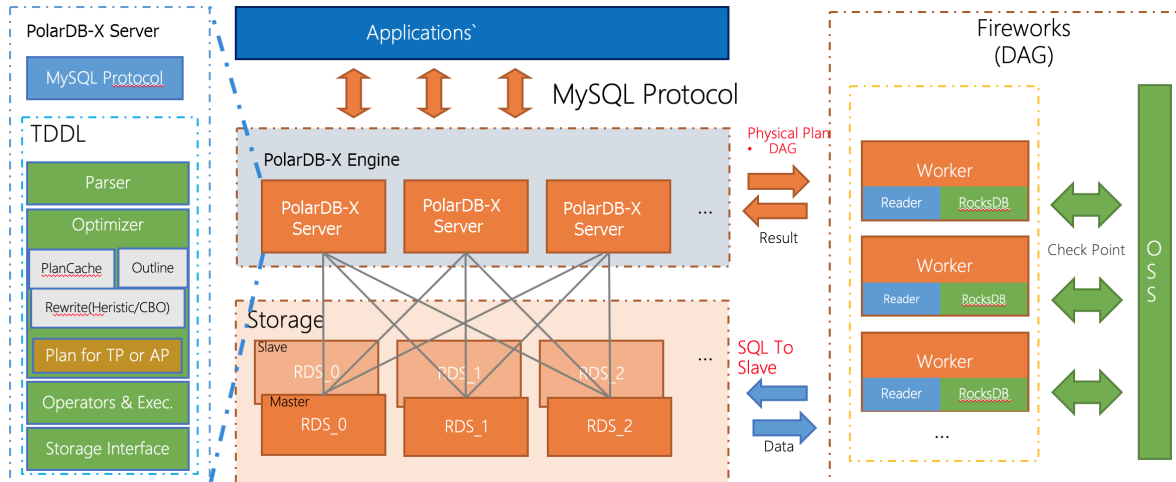 PolarDB-X Server
MySQL Protocol
TDDL
Parser
Optimizer
PlanCache
Outline
Rewrite(Heristic/CBO)
Plan for TP or AP
Operators & Exec.
Storage Interface
Applications`
MySQL Protocol
PolarDB-X Engine
PolarDB-X
Server
PolarDB-X
Server
PolarDB-X
Server
...
Storage
Slave
RDS_0
RDS_1
RDS_2
...
Master
RDS_0
RDS_1
RDS_2
Physical Plan
• DAG
Result
SQL To
Slave
Data
Fireworks
(DAG)
Worker
Reader
RocksDB
Worker
Reader
RocksDB
Worker
Reader
RocksDB
...
Check Point
OSS